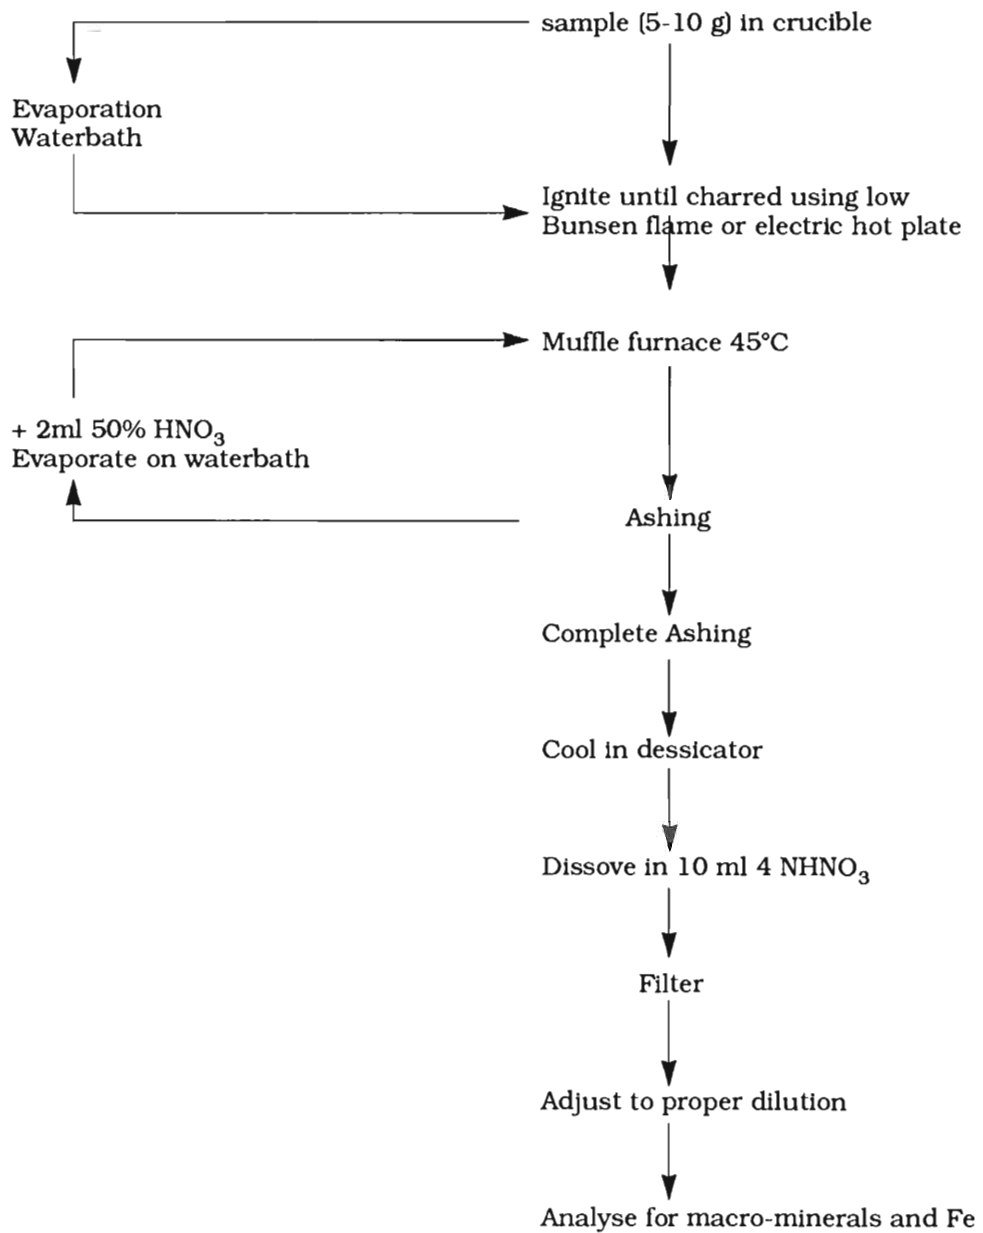 sample (5-10 g) in crucible
Evaporation
Waterbath
Ignite until charred using low
Bunsen flame or electric hot plate
Muffle furnace 45°C
+ 2ml 50% HNO₃
Evaporate on waterbath
Ashing
Complete Ashing
Cool in dessicator
Dissove in 10 ml 4 NHNO₃
Filter
Adjust to proper dilution
Analyse for macro-minerals and Fe